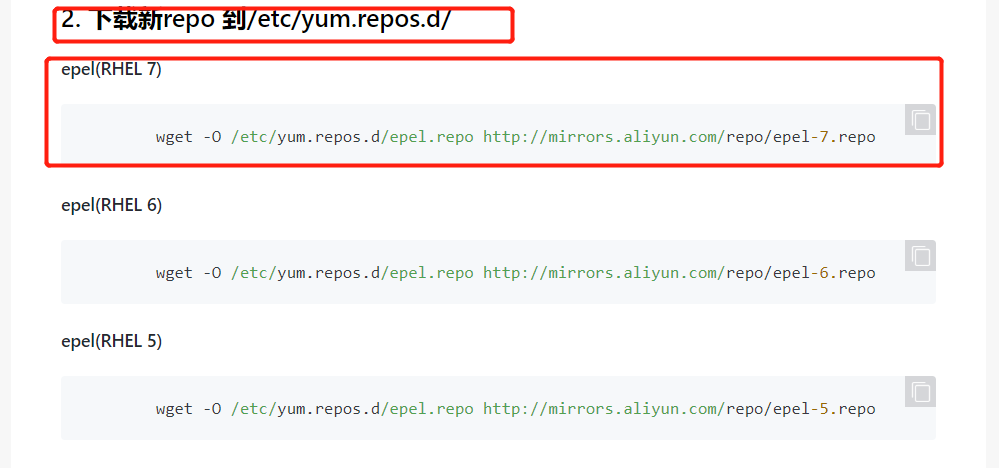 2. 下载新repo 到/etc/yum.repos.d/
epel(RHEL 7)
wget -O /etc/yum.repos.d/epel.repo http://mirrors.aliyun.com/repo/epel-7.repo
epel(RHEL 6)
wget -O /etc/yum.repos.d/epel.repo http://mirrors.aliyun.com/repo/epel-6.repo
epel(RHEL 5)
wget -O /etc/yum.repos.d/epel.repo http://mirrors.aliyun.com/repo/epel-5.repo